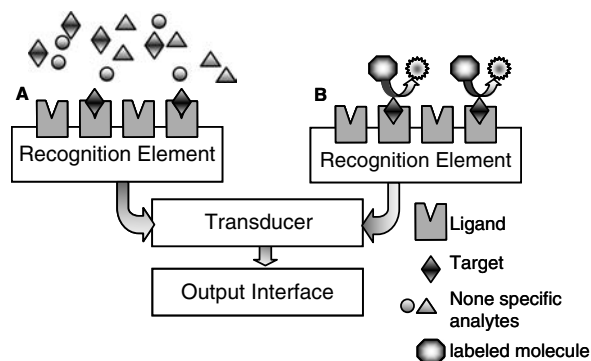 A
B
Recognition Element
Recognition Element
Transducer
Output Interface
Ligand
Target
None specific
analytes
labeled molecule